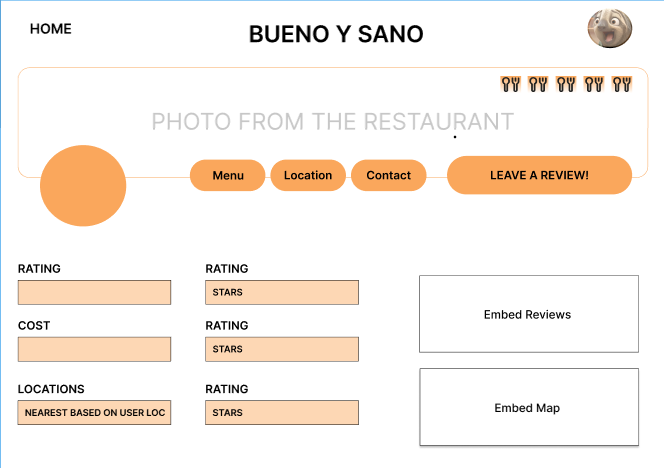 HOME
BUENO Y SANO
PHOTO FROM THE RESTAURANT
Menu
Location
Contact
LEAVE A REVIEW!
RATING
RATING
STARS
Embed Reviews
COST
RATING
STARS
LOCATIONS
RATING
NEAREST BASED ON USER LOC
STARS
Embed Map